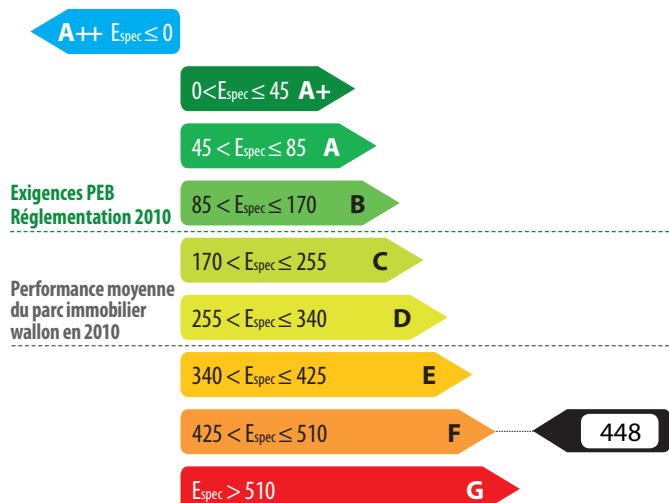 A++ Espec ≤ 0
0<Espec ≤ 45 A+
45 < Espec ≤ 85 A
Exigences PEB
Réglementation 2010
85 < Espec ≤ 170 B
170 < Espec ≤ 255 C
Performance moyenne
du parc immobilier
wallon en 2010
255 < Espec ≤ 340 D
340 < Espec ≤ 425 E
425 < Espec ≤ 510 F
448
Espec > 510 G